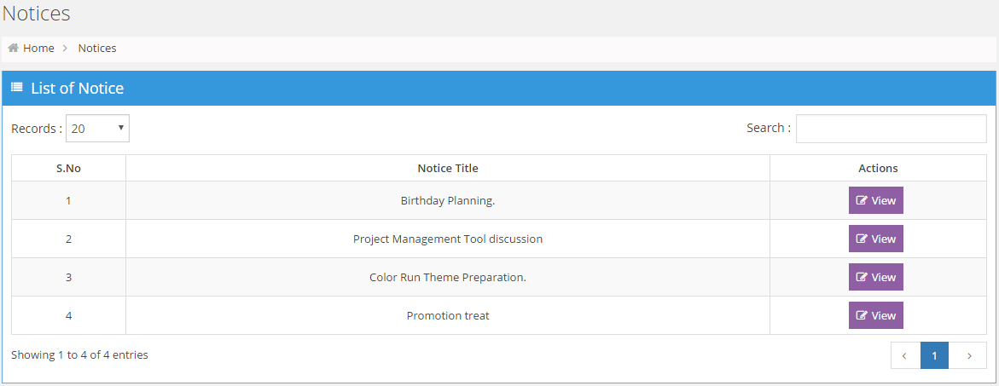 Notices
Home > Notices
List of Notice
Records : 20 Search :
S.No Notice Title Actions
1 Birthday Planning. View
2 Project Management Tool discussion View
3 Color Run Theme Preparation. View
4 Promotion treat View
Showing 1 to 4 of 4 entries < 1 >